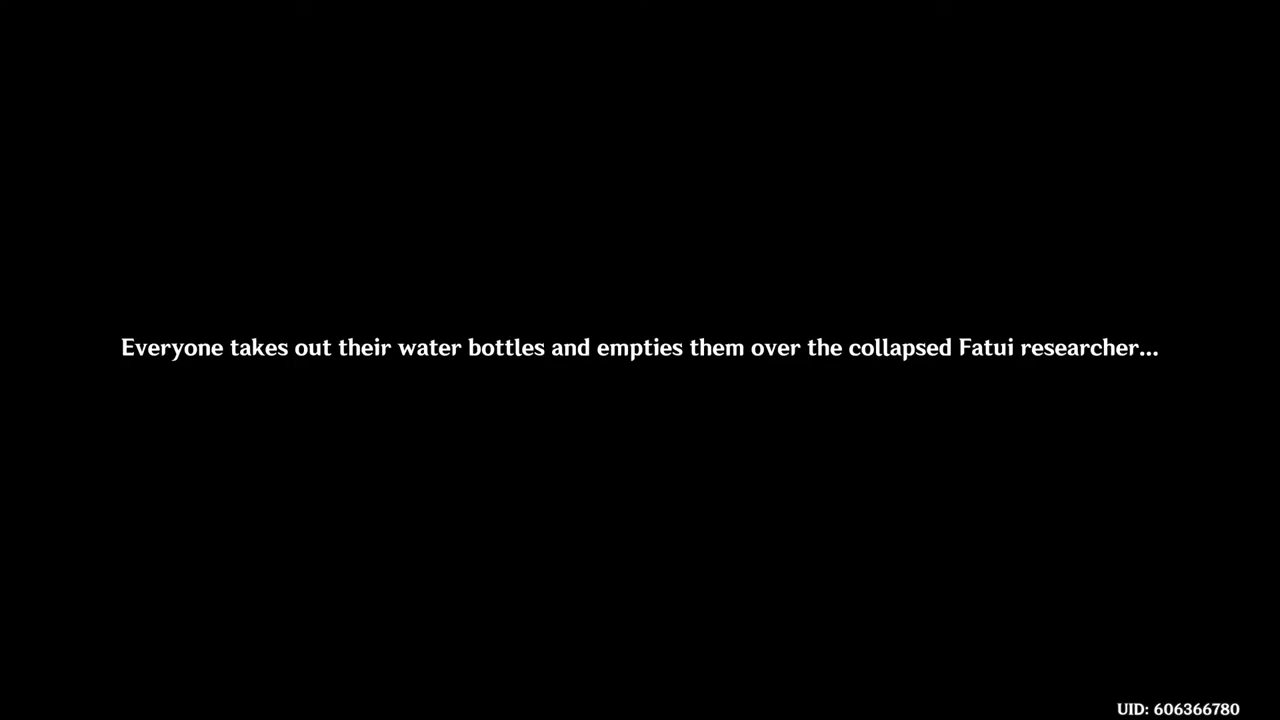 Everyone takes out their water bottles and empties them over the collapsed Fatui researcher...
UID: 606366780